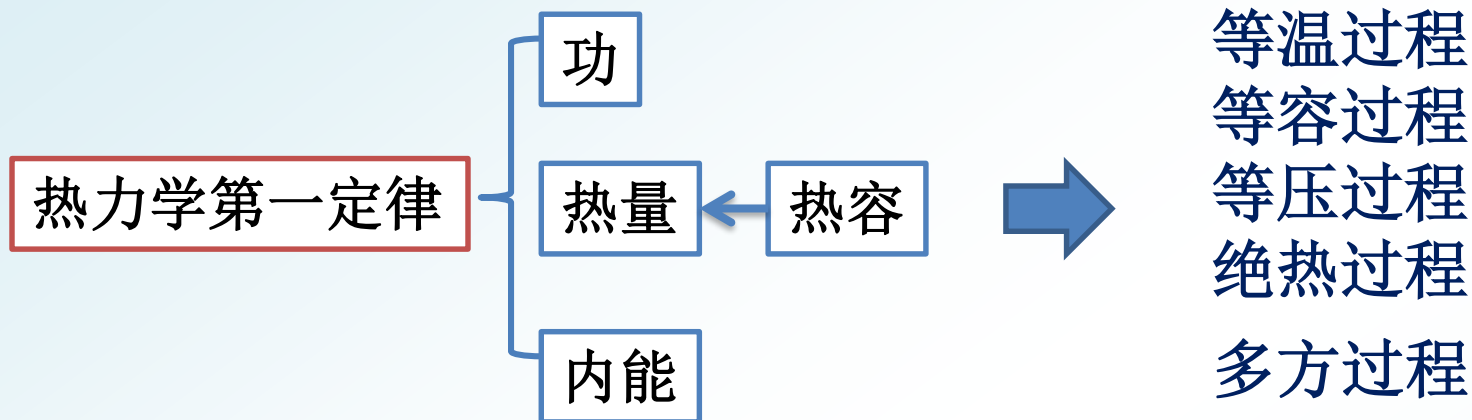 功
热力学第一定律
热量
热容
内能
等温过程
等容过程
等压过程
绝热过程
多方过程